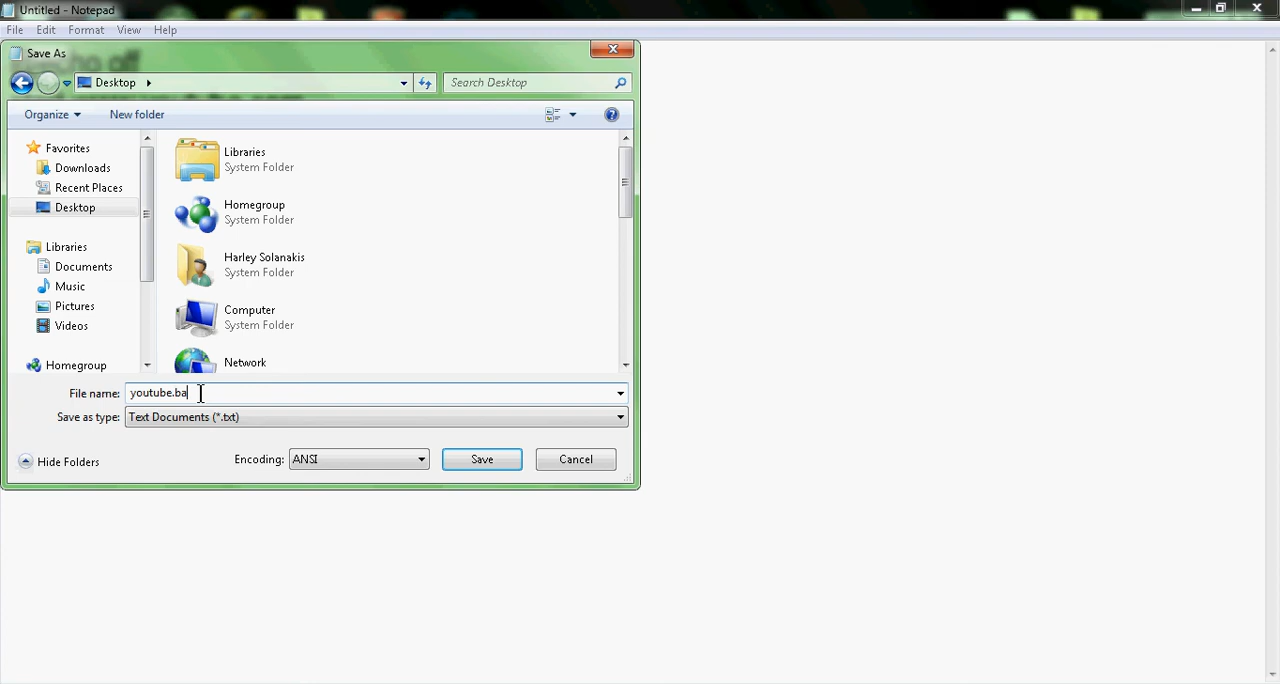 Untitled - Notepad
File Edit Format View Help
Save As
Desktop
Search Desktop
Organize New folder
Favorites
Downloads
Recent Places
Desktop
Libraries
Documents
Music
Pictures
Videos
Homegroup
Libraries
System Folder
Homegroup
System Folder
Harley Solanakis
System Folder
Computer
System Folder
Network
File name: youtube.ba
Save as type: Text Documents (*.txt)
Hide Folders
Encoding: ANSI
Save
Cancel